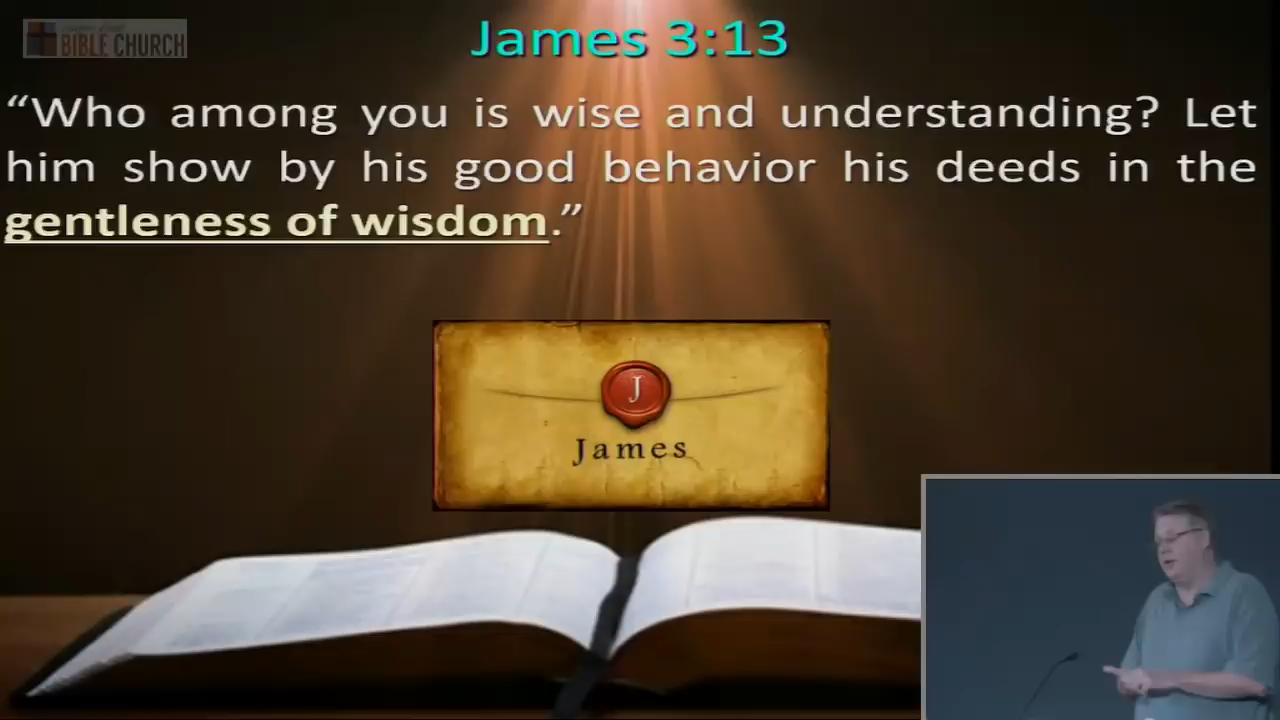 BIBLE CHURCH
James 3:13
“Who among you is wise and understanding? Let
him show by his good behavior his deeds in the
gentleness of wisdom.”
J
James